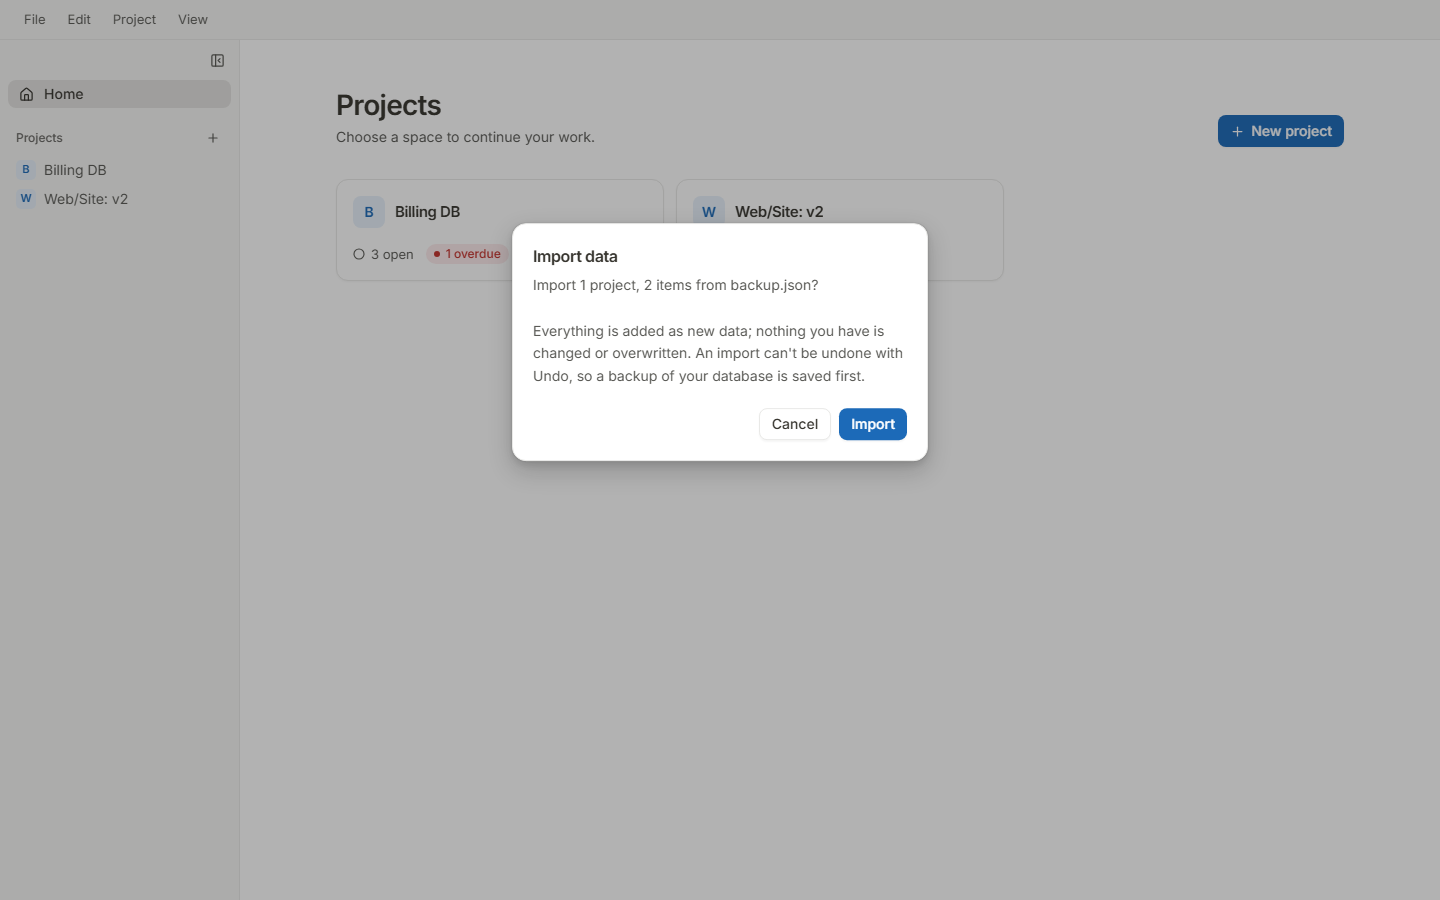 File Edit Project View
Home
Projects
B Billing DB
W Web/Site: v2
Projects
Choose a space to continue your work.
New project
B Billing DB
3 open 1 overdue
W Web/Site: v2
Import data
Import 1 project, 2 items from backup.json?
Everything is added as new data; nothing you have is
changed or overwritten. An import can't be undone with
Undo, so a backup of your database is saved first.
Cancel Import